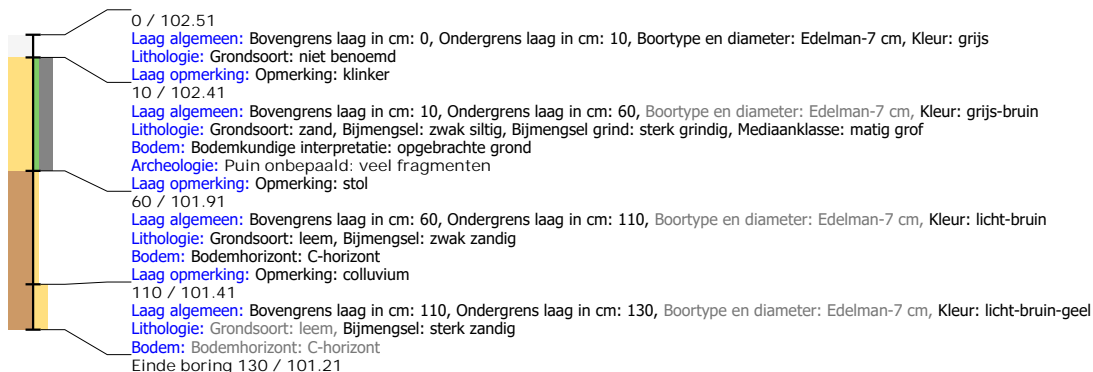 0 / 102.51
Laag algemeen: Bovengrens laag in cm: 0, Ondergrens laag in cm: 10, Boortype en diameter: Edelman-7 cm, Kleur: grijs
Lithologie: Grondsoort: niet benoemd
Laag opmerking: Opmerking: klinker
10 / 102.41
Laag algemeen: Bovengrens laag in cm: 10, Ondergrens laag in cm: 60, Boortype en diameter: Edelman-7 cm, Kleur: grijs-bruin
Lithologie: Grondsoort: zand, Bijmengsel: zwak siltig, Bijmengsel grind: sterk grindig, Mediaanklasse: matig grof
Bodem: Bodemkundige interpretatie: opgebrachte grond
Archeologie: Puin onbepaald: veel fragmenten
Laag opmerking: Opmerking: stol
60 / 101.91
Laag algemeen: Bovengrens laag in cm: 60, Ondergrens laag in cm: 110, Boortype en diameter: Edelman-7 cm, Kleur: licht-bruin
Lithologie: Grondsoort: leem, Bijmengsel: zwak zandig
Bodem: Bodemhorizont: C-horizont
Laag opmerking: Opmerking: colluvium
110 / 101.41
Laag algemeen: Bovengrens laag in cm: 110, Ondergrens laag in cm: 130, Boortype en diameter: Edelman-7 cm, Kleur: licht-bruin-geel
Lithologie: Grondsoort: leem, Bijmengsel: sterk zandig
Bodem: Bodemhorizont: C-horizont
Einde boring 130 / 101.21